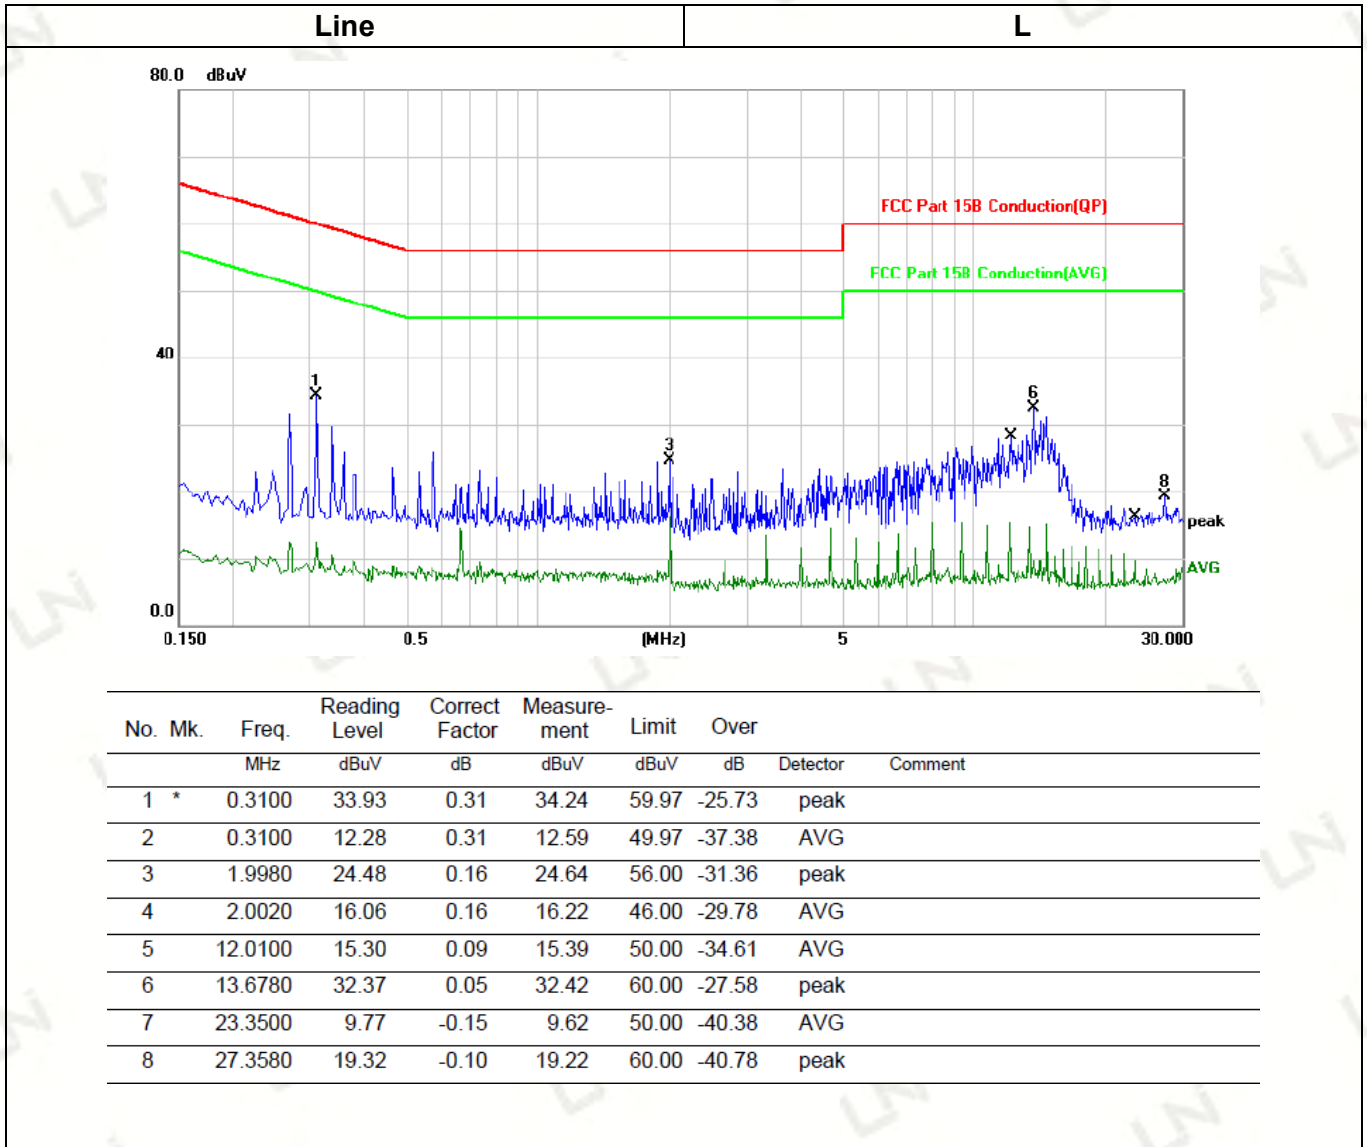 Line L
80.0 dBuV
FCC Part 15B Conduction(QP)
FCC Part 15B Conduction(AVG)
40
1
6
3
8
peak
AVG
0.0
0.150 0.5 (MHz) 5 30.000
No. Mk. Freq. Reading Level Correct Factor Measure-ment Limit Over
MHz dBuV dB dBuV dBuV dB Detector Comment
1 * 0.3100 33.93 0.31 34.24 59.97 -25.73 peak
2 0.3100 12.28 0.31 12.59 49.97 -37.38 AVG
3 1.9980 24.48 0.16 24.64 56.00 -31.36 peak
4 2.0020 16.06 0.16 16.22 46.00 -29.78 AVG
5 12.0100 15.30 0.09 15.39 50.00 -34.61 AVG
6 13.6780 32.37 0.05 32.42 60.00 -27.58 peak
7 23.3500 9.77 -0.15 9.62 50.00 -40.38 AVG
8 27.3580 19.32 -0.10 19.22 60.00 -40.78 peak